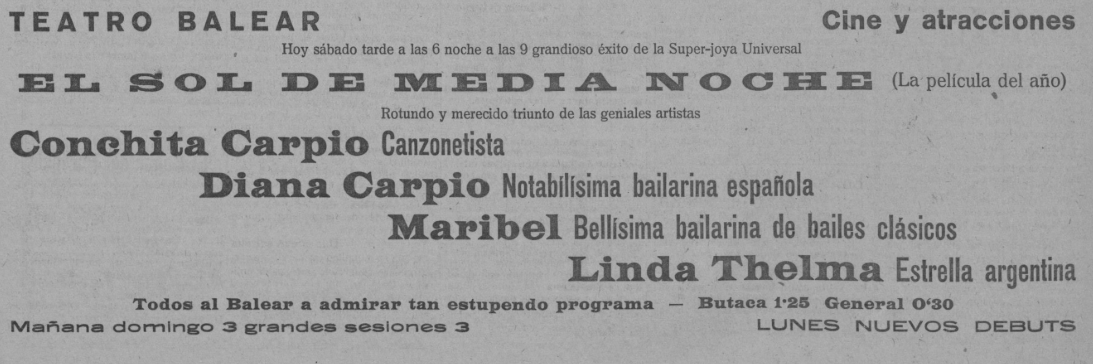 TEATRO BALEAR Cine y atracciones
Hoy sábado tarde a las 6 noche a las 9 grandioso éxito de la Super-joya Universal
EL SOL DE MEDIA NOCHE (La película del año)
Rotundo y merecido triunto de las geniales artistas
Conchita Carpio Canzonetista
Diana Carpio Notabilísima bailarina española
Maribel Bellísima bailarina de bailes clásicos
Linda Thelma Estrella argentina
Todos al Balear a admirar tan estupendo programa — Butaca 1'25 General 0'30
Mañana domingo 3 grandes sesiones 3 LUNES NUEVOS DEBUTS